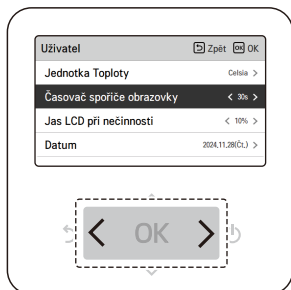 Uživatel Zpět OK OK
Jednotka Toploty Celsia >
Časovač spořiče obrazovky < 30s >
Jas LCD při nečinnosti < 10% >
Datum 2024,11,28(Čt,) >
OK